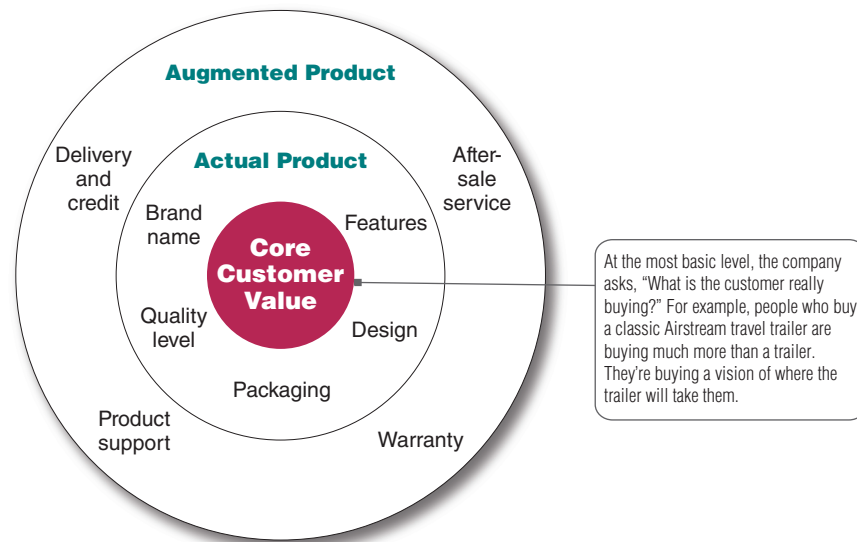 Augmented Product
Delivery
and
credit
After-
sale
service
Actual Product
Brand
name
Features
Core
Customer
Value
Quality
level
Design
Packaging
Product
support
Warranty
At the most basic level, the company
asks, “What is the customer really
buying?” For example, people who buy
a classic Airstream travel trailer are
buying much more than a trailer.
They’re buying a vision of where the
trailer will take them.